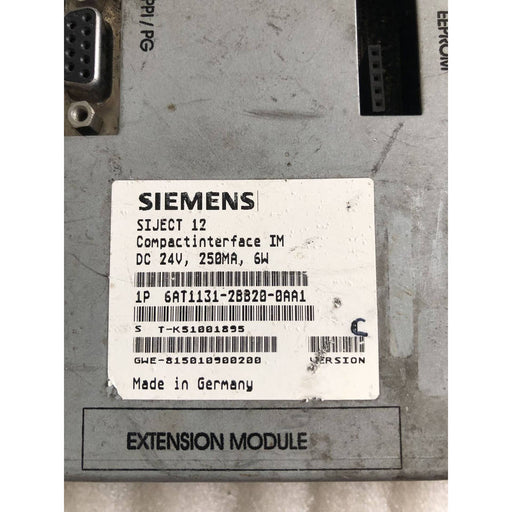 PPI / PG
EEPROM
SIEMENS
SIJECT 12
Compactinterface IM
DC 24V, 250MA, 6W
1P 6AT1131-2BB20-0AA1
S T-K51001895
C
GWE-815010900200 VERSION
Made in Germany
EXTENSION MODULE